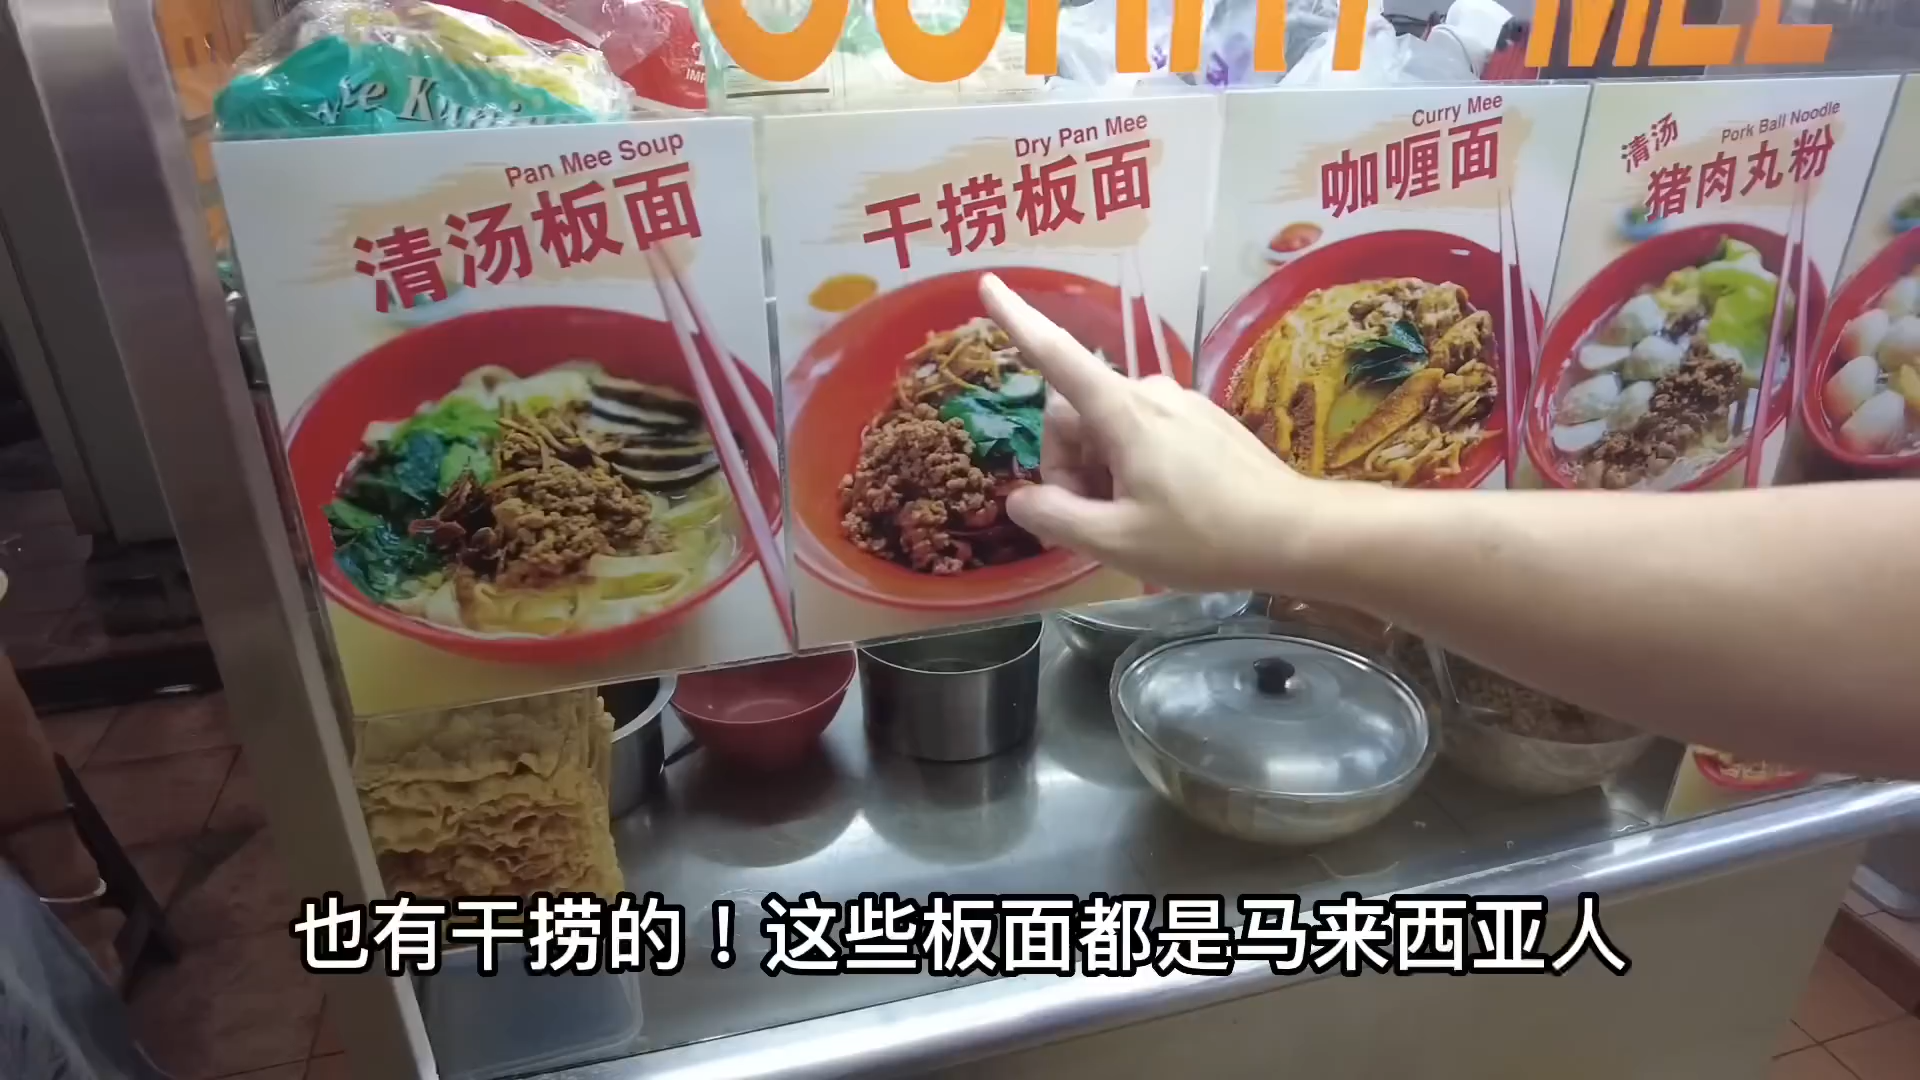 MEE
Pan Mee Soup
清汤板面
Dry Pan Mee
干捞板面
Curry Mee
咖喱面
清汤
Pork Ball Noodle
猪肉丸粉
也有干捞的！这些板面都是马来西亚人